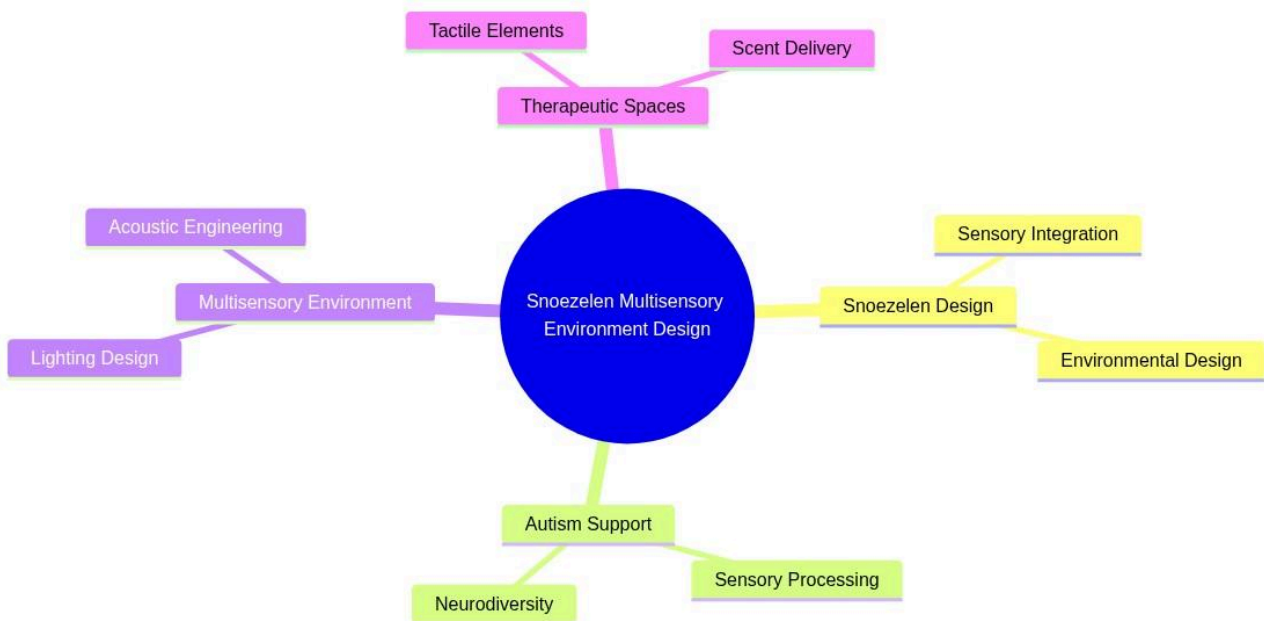 Tactile Elements
Scent Delivery
Therapeutic Spaces
Acoustic Engineering
Sensory Integration
Multisensory Environment
Snoezelen Multisensory
Environment Design
Snoezelen Design
Lighting Design
Environmental Design
Autism Support
Sensory Processing
Neurodiversity